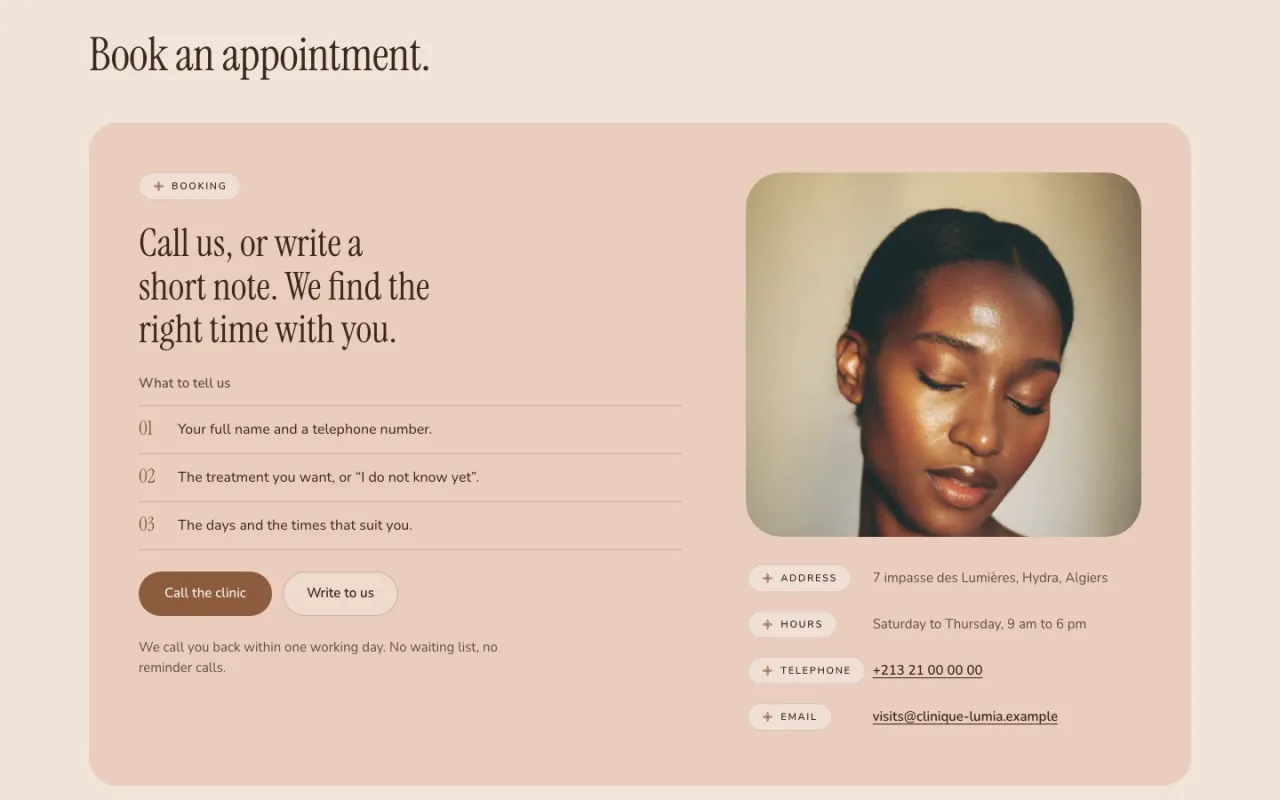 Book an appointment.
BOOKING
Call us, or write a
short note. We find the
right time with you.
What to tell us
01 Your full name and a telephone number.
02 The treatment you want, or “I do not know yet”.
03 The days and the times that suit you.
Call the clinic
Write to us
We call you back within one working day. No waiting list, no
reminder calls.
ADDRESS 7 impasse des Lumières, Hydra, Algiers
HOURS Saturday to Thursday, 9 am to 6 pm
TELEPHONE +213 21 00 00 00
EMAIL visits@clinique-lumia.example